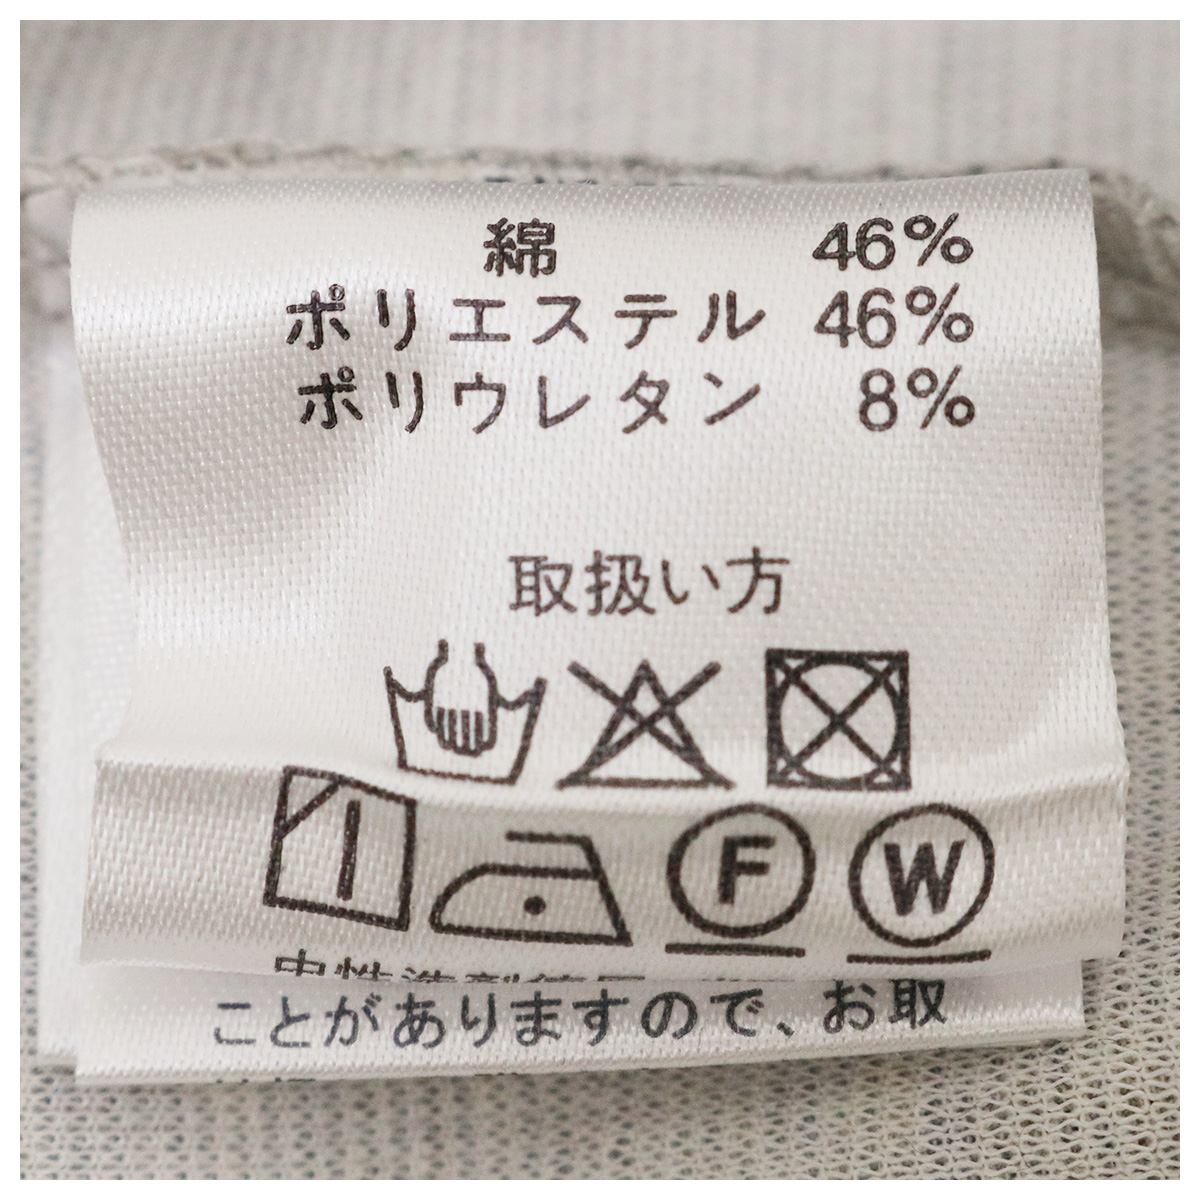 綿 46%
ポリエステル 46%
ポリウレタン 8%
取扱い方
F W
ことがありますので、お取